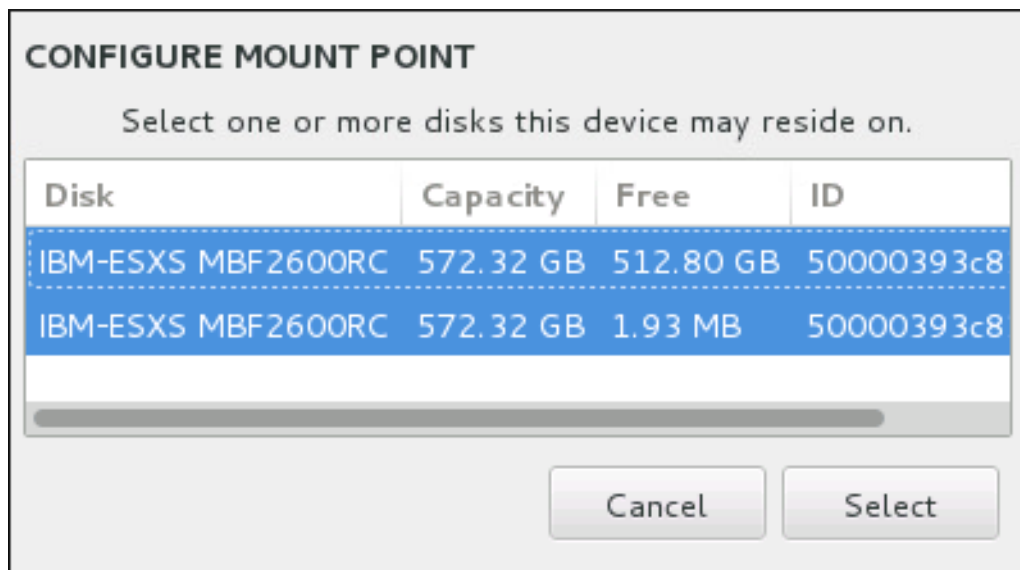 CONFIGURE MOUNT POINT
Select one or more disks this device may reside on.
Disk Capacity Free ID
IBM-ESXS MBF2600RC 572.32 GB 512.80 GB 50000393c8
IBM-ESXS MBF2600RC 572.32 GB 1.93 MB 50000393c8
Cancel Select